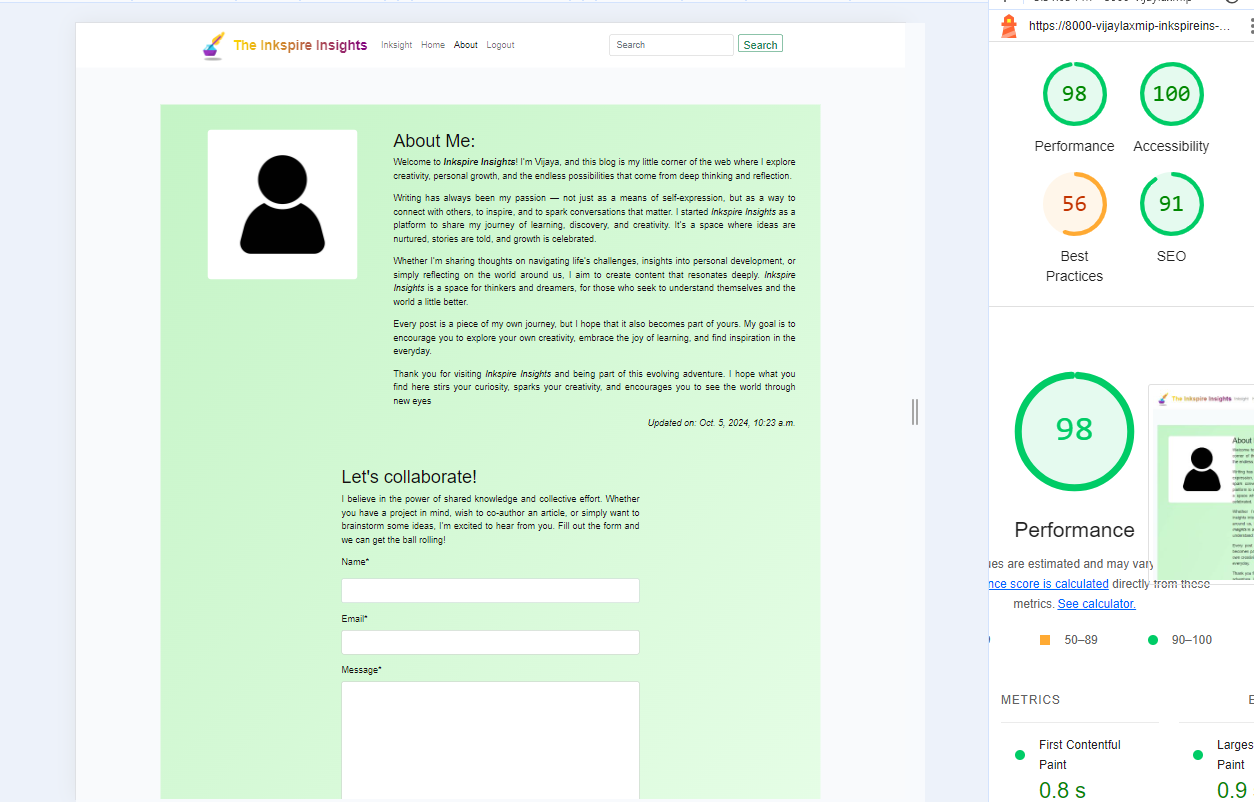 The Inkspire Insights Inksight Home About Logout Search Search
About Me:
Welcome to Inkspire Insights! I'm Vijaya, and this blog is my little corner of the web where I explore
creativity, personal growth, and the endless possibilities that come from deep thinking and reflection.
Writing has always been my passion — not just as a means of self-expression, but as a way to
connect with others, to inspire, and to spark conversations that matter. I started Inkspire Insights as a
platform to share my journey of learning, discovery, and creativity. It's a space where ideas are
nurtured, stories are told, and growth is celebrated.
Whether I'm sharing thoughts on navigating life's challenges, insights into personal development, or
simply reflecting on the world around us, I aim to create content that resonates deeply. Inkspire
Insights is a space for thinkers and dreamers, for those who seek to understand themselves and the
world a little better.
Every post is a piece of my own journey, but I hope that it also becomes part of yours. My goal is to
encourage you to explore your own creativity, embrace the joy of learning, and find inspiration in the
everyday.
Thank you for visiting Inkspire Insights and being part of this evolving adventure. I hope what you
find here stirs your curiosity, sparks your creativity, and encourages you to see the world through
new eyes
Updated on: Oct. 5, 2024, 10:23 a.m.
Let's collaborate!
I believe in the power of shared knowledge and collective effort. Whether
you have a project in mind, wish to co-author an article, or simply want to
brainstorm some ideas, I'm excited to hear from you. Fill out the form and
we can get the ball rolling!
Name*
Email*
Message*
https://8000-vijaylaxmip-inkspireins-...
98 100
Performance Accessibility
56 91
Best SEO
Practices
98
The Inkspire Insights
About
Performance
ues are estimated and may vary
nce score is calculated directly from these
metrics. See calculator.
50–89 90–100
METRICS E
First Contentful Larges
Paint Paint
0.8 s 0.9